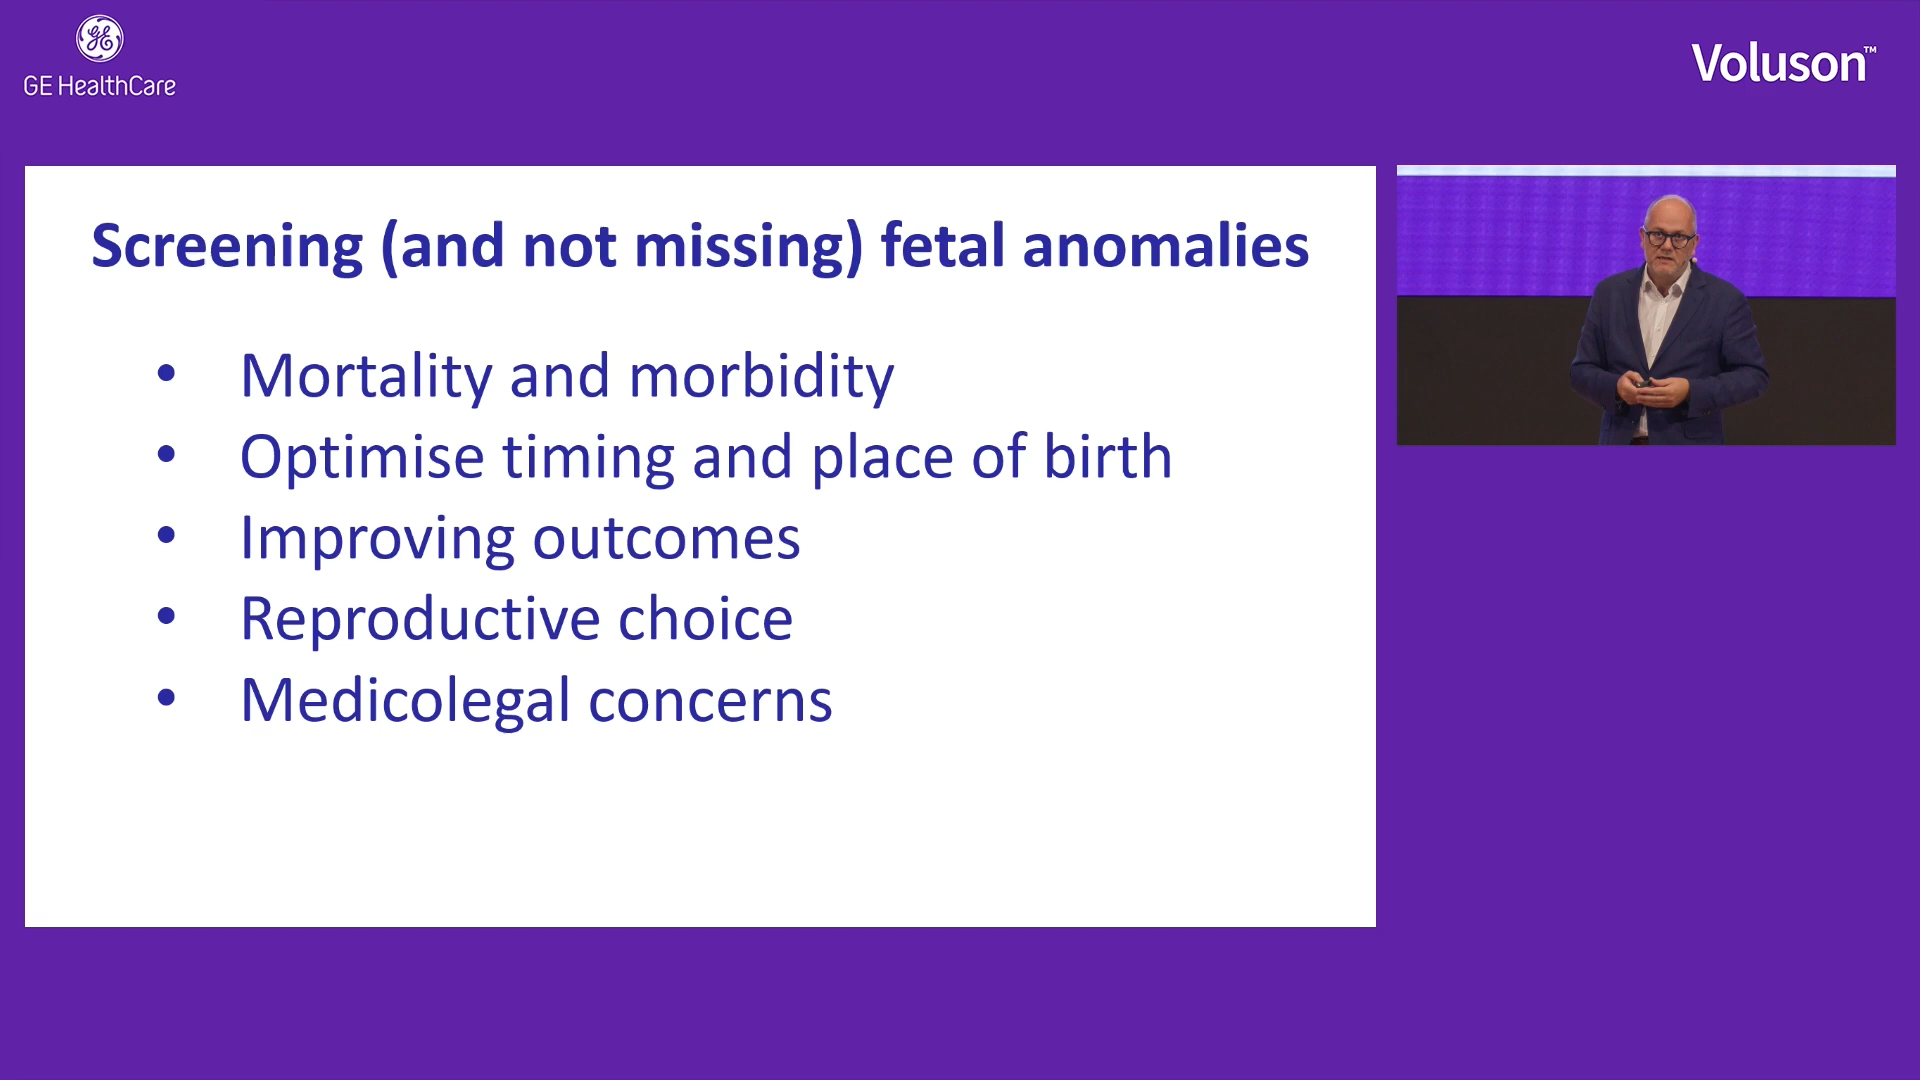 GE HealthCare
Voluson™
Screening (and not missing) fetal anomalies
• Mortality and morbidity
• Optimise timing and place of birth
• Improving outcomes
• Reproductive choice
• Medicolegal concerns